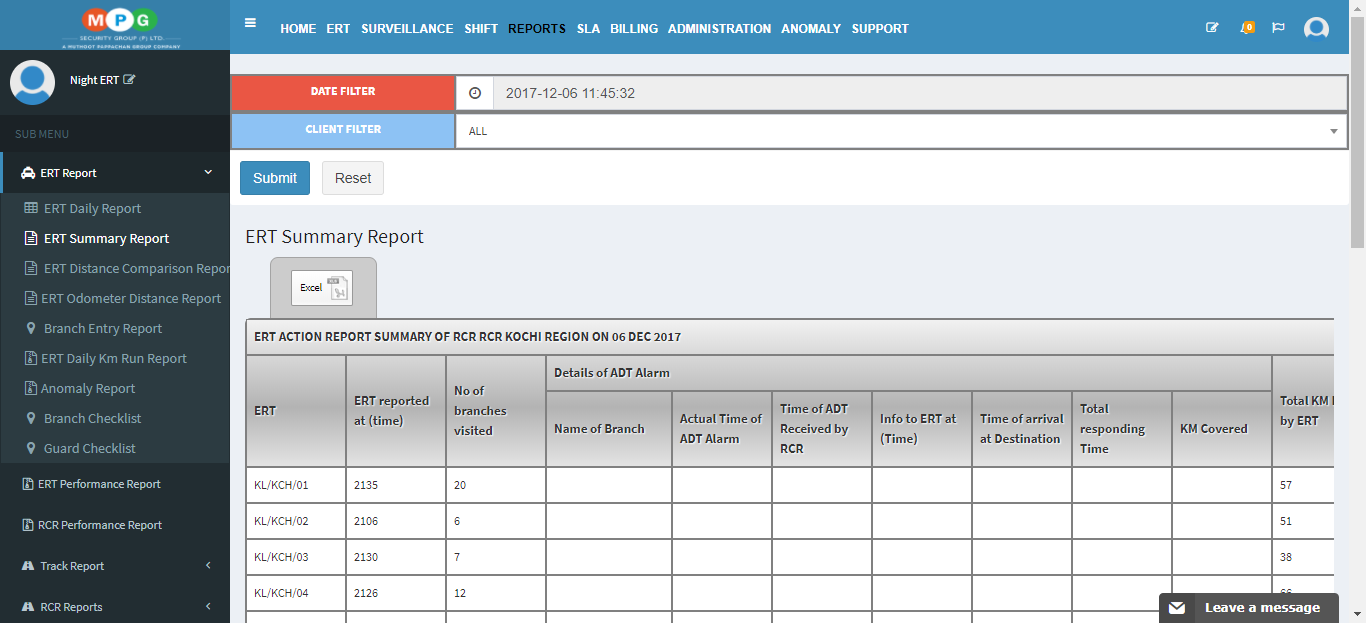 MPG
SECURITY GROUP (P) LTD.
A MUTHOOT PAPPACHAN GROUP COMPANY
HOME ERT SURVEILLANCE SHIFT REPORTS SLA BILLING ADMINISTRATION ANOMALY SUPPORT
0
Night ERT
SUB MENU
ERT Report
ERT Daily Report
ERT Summary Report
ERT Distance Comparison Repor
ERT Odometer Distance Report
Branch Entry Report
ERT Daily Km Run Report
Anomaly Report
Branch Checklist
Guard Checklist
ERT Performance Report
RCR Performance Report
Track Report
RCR Reports
DATE FILTER 2017-12-06 11:45:32
CLIENT FILTER ALL
Submit Reset
ERT Summary Report
Excel
ERT ACTION REPORT SUMMARY OF RCR RCR KOCHI REGION ON 06 DEC 2017
ERT
ERT reported
at (time)
No of
branches
visited
Details of ADT Alarm
Name of Branch
Actual Time of
ADT Alarm
Time of ADT
Received by
RCR
Info to ERT at
(Time)
Time of arrival
at Destination
Total
responding
Time
KM Covered
Total KM
by ERT
KL/KCH/01 2135 20 57
KL/KCH/02 2106 6 51
KL/KCH/03 2130 7 38
KL/KCH/04 2126 12
Leave a message